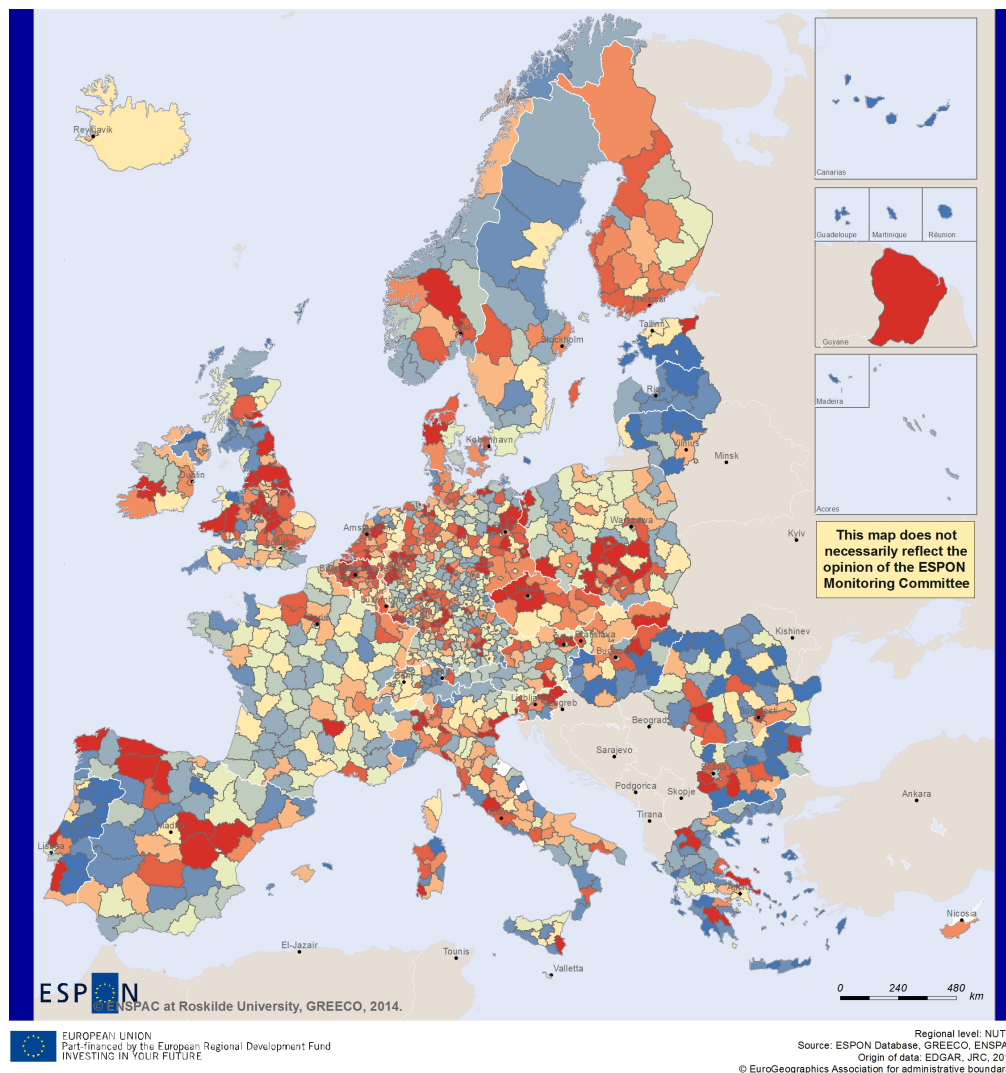 Reykjavik
Canarias
Guadeloupe
Martinique
Réunion
Guyane
Helsinki
Tallinn
Oslo
Stockholm
Madeira
Riga
København
Vilnius
Minsk
Acores
Dublin
Warszawa
Kyiv
This map does not
necessarily reflect the
opinion of the ESPON
Monitoring Committee
Kishinev
Bratislava
Ljubljana
Zagreb
Beograd
Sarajevo
Podgorica
Skopje
Tirana
Ankara
Madrid
Lisboa
El-Jazair
Tounis
Valletta
Nicosia
ESPON
© ENSPAC at Roskilde University, GREECO, 2014.
0 240 480
km
EUROPEAN UNION
Part-financed by the European Regional Development Fund
INVESTING IN YOUR FUTURE
Regional level: NUT
Source: ESPON Database, GREECO, ENSPA
Origin of data: EDGAR, JRC, 20
© EuroGeographics Association for administrative boundar